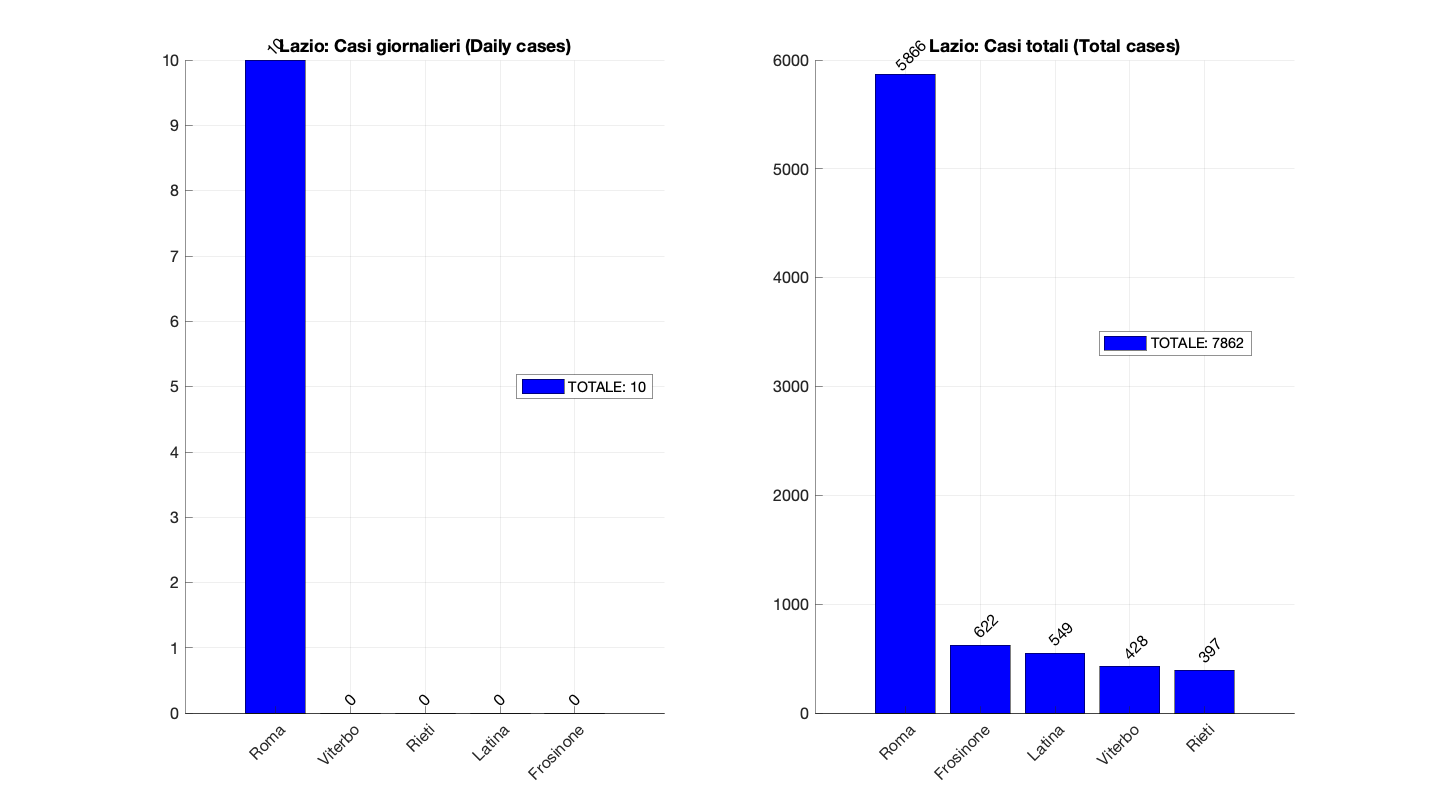 Lazio: Casi giornalieri (Daily cases)
10
10
9
8
7
6
5
4
3
2
1
0
0
0
0
0
TOTALE: 10
Roma
Viterbo
Rieti
Latina
Frosinone
Lazio: Casi totali (Total cases)
5866
6000
5000
4000
3000
2000
1000
0
622
549
428
397
TOTALE: 7862
Roma
Frosinone
Latina
Viterbo
Rieti